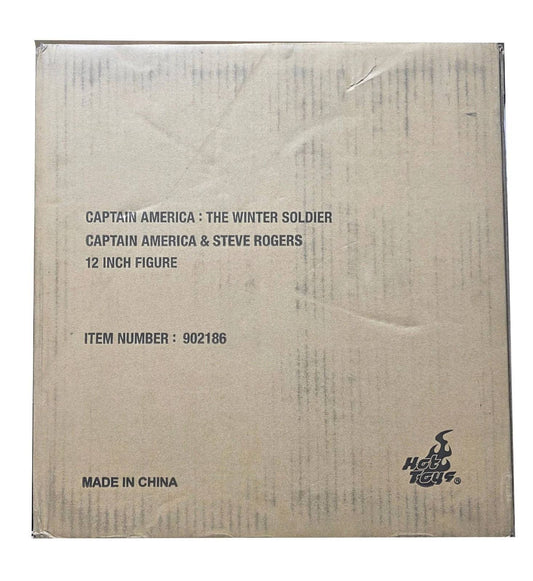 CAPTAIN AMERICA : THE WINTER SOLDIER
CAPTAIN AMERICA & STEVE ROGERS
12 INCH FIGURE
ITEM NUMBER : 902186
HOT
TOYS®
MADE IN CHINA